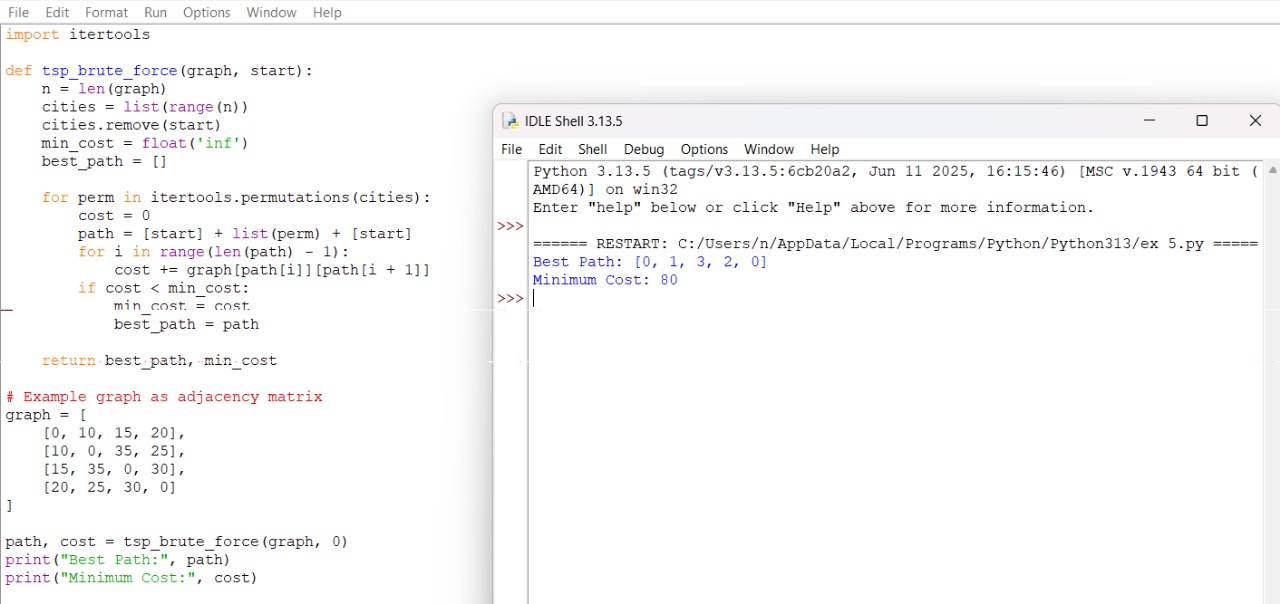 File Edit Format Run Options Window Help
import itertools
def tsp_brute_force(graph, start):
    n = len(graph)
    cities = list(range(n))
    cities.remove(start)
    min_cost = float('inf')
    best_path = []
    for perm in itertools.permutations(cities):
        cost = 0
        path = [start] + list(perm) + [start]
        for i in range(len(path) - 1):
            cost += graph[path[i]][path[i + 1]]
        if cost < min_cost:
            min_cost = cost
            best_path = path
    return best_path, min_cost
# Example graph as adjacency matrix
graph = [
    [0, 10, 15, 20],
    [10, 0, 35, 25],
    [15, 35, 0, 30],
    [20, 25, 30, 0]
]
path, cost = tsp_brute_force(graph, 0)
print("Best Path:", path)
print("Minimum Cost:", cost)
IDLE Shell 3.13.5
File Edit Shell Debug Options Window Help
Python 3.13.5 (tags/v3.13.5:6cb20a2, Jun 11 2025, 16:15:46) [MSC v.1943 64 bit (
AMD64)] on win32
Enter "help" below or click "Help" above for more information.
>>>
====== RESTART: C:/Users/n/AppData/Local/Programs/Python/Python313/ex 5.py =====
Best Path: [0, 1, 3, 2, 0]
Minimum Cost: 80
>>>